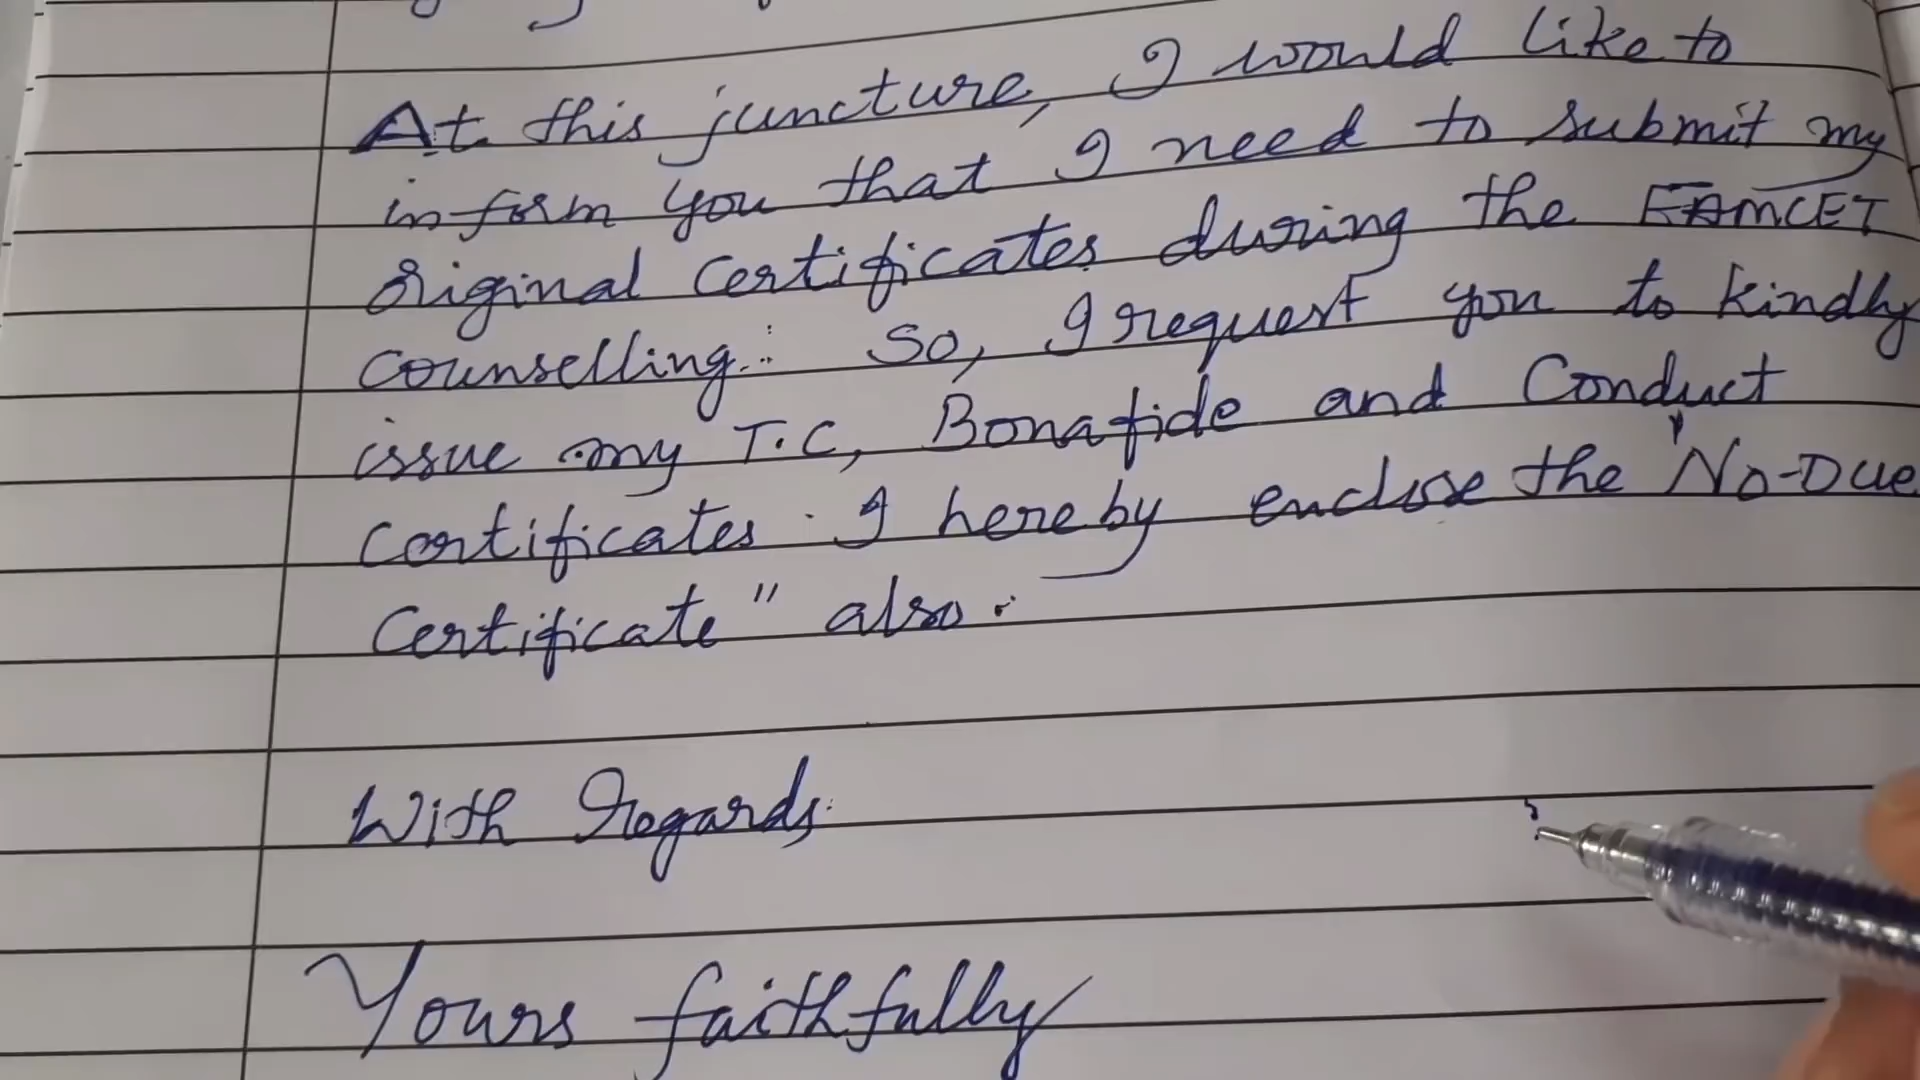 At this juncture, I would like to
inform you that I need to submit my
original certificates during the EAMCET
counselling. So, I request you to kindly
issue my T.C, Bonafide and Conduct
certificates. I hereby enclose the "No-Due
Certificate" also.
With Regards
Yours faithfully